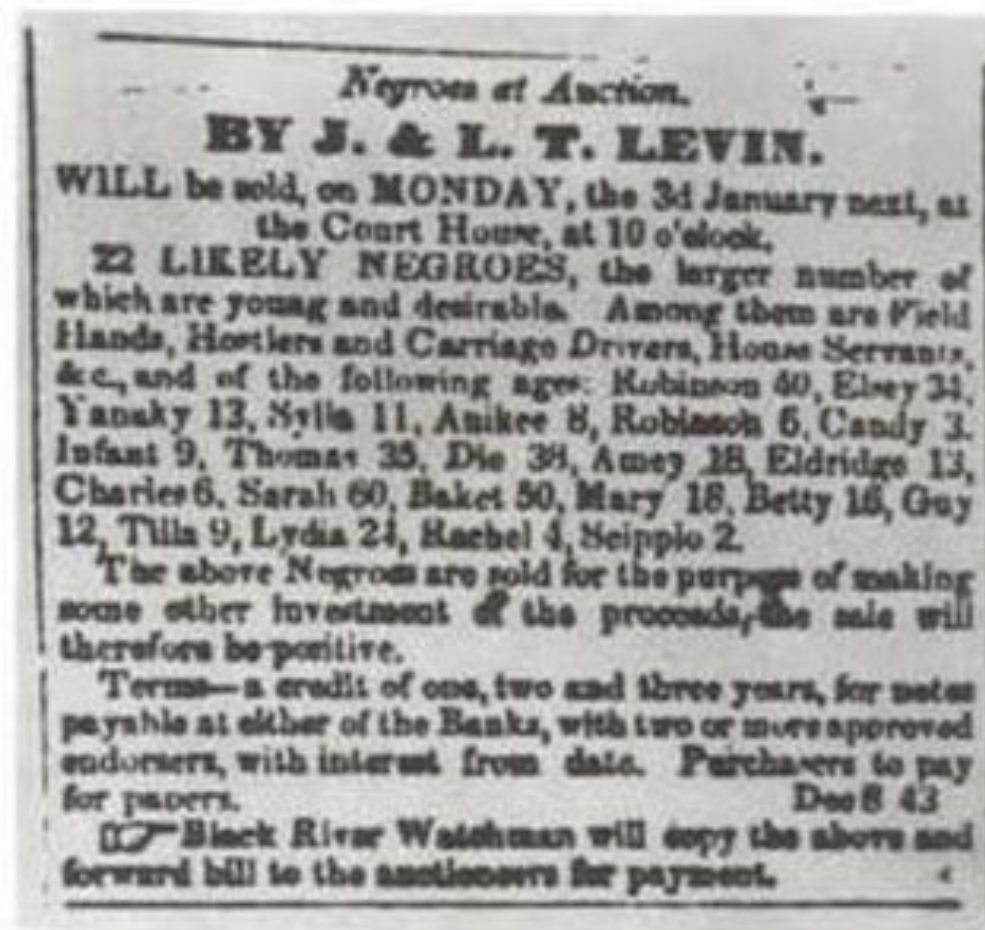 Negroes at Auction.
BY J. & L. T. LEVIN.
WILL be sold, on MONDAY, the 3d January next, at
the Court House, at 10 o'clock,
22 LIKELY NEGROES, the larger number of
which are young and desirable. Among them are Field
Hands, Hostlers and Carriage Drivers, House Servants,
&c., and of the following ages: Robinson 40, Elsey 34,
Yanaky 13, Sylla 11, Anikee 8, Robinson 6, Candy 3.
Infant 9, Thomas 35, Die 38, Amey 18, Eldridge 13,
Charles 6, Sarah 60, Baket 50, Mary 18, Betty 16, Guy
12, Tilla 9, Lydia 24, Rachel 4, Scipplo 2.
The above Negroes are sold for the purpose of making
some other investment of the proceeds, the sale will
therefore be positive.
Terms—a credit of one, two and three years, for notes
payable at either of the Banks, with two or more approved
endorsers, with interest from date. Purchasers to pay
for papers. Dec 8 43
☞ Black River Watchman will copy the above and
forward bill to the auctioneers for payment.